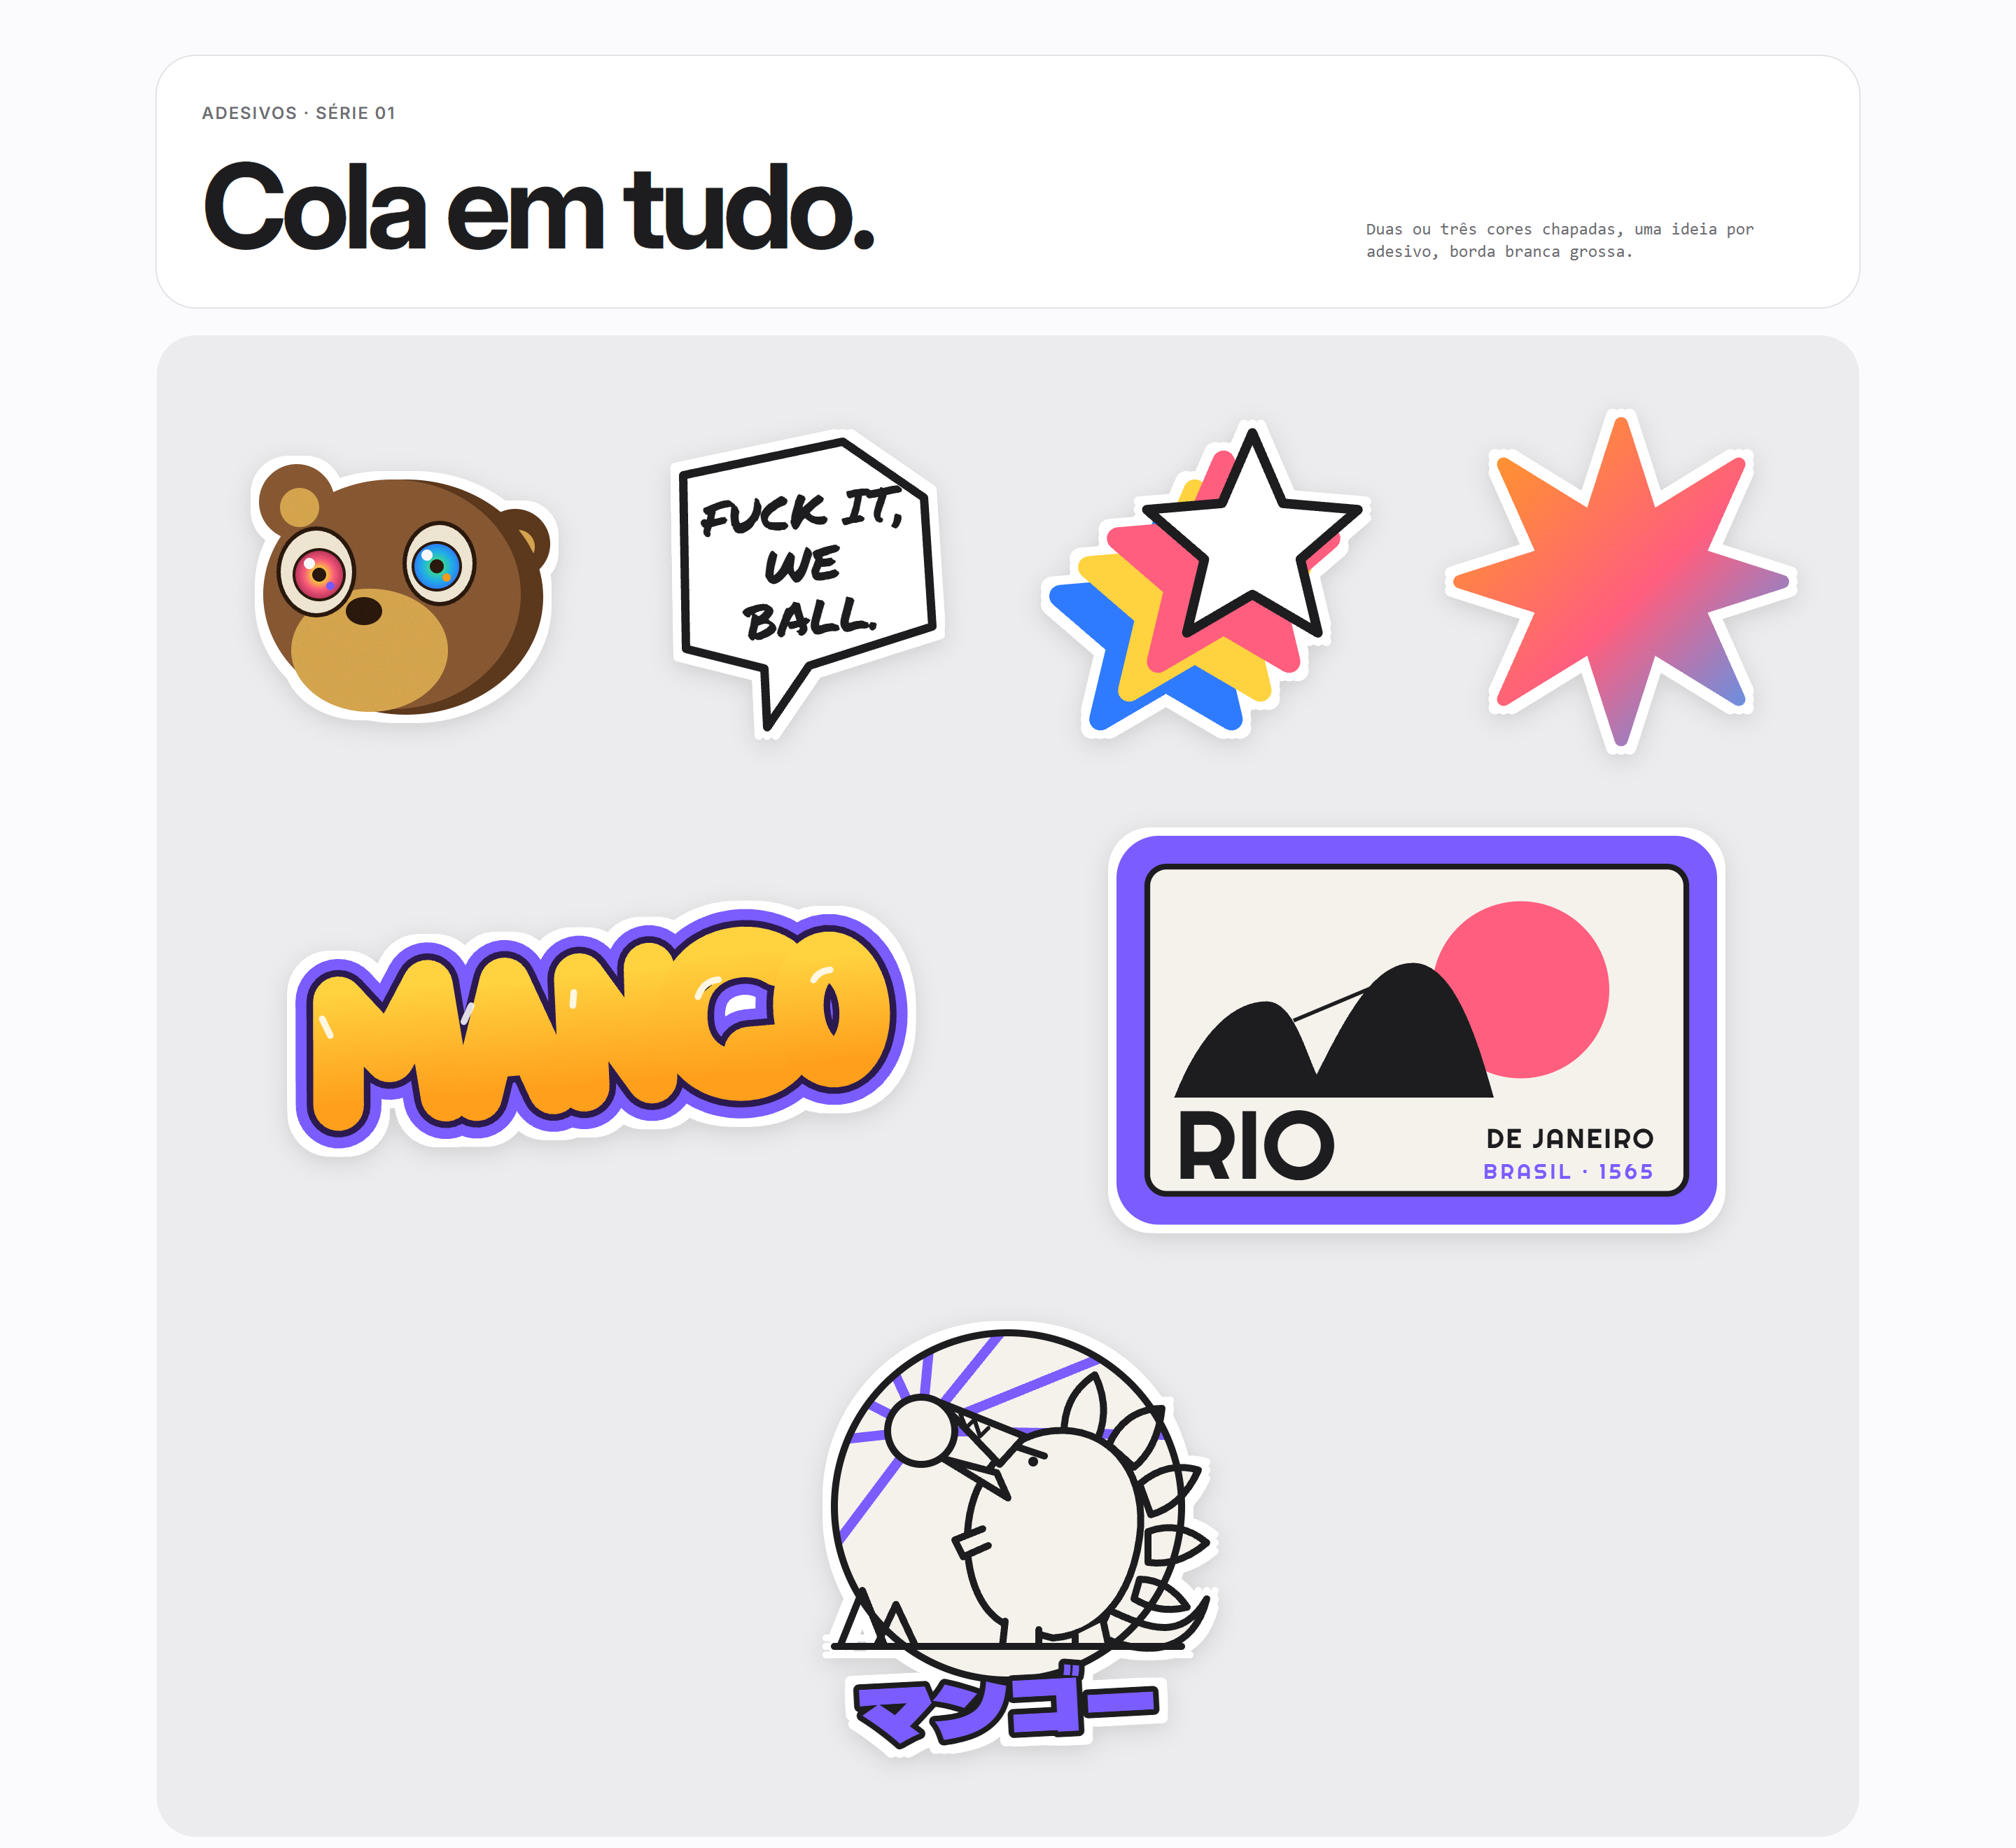 ADESIVOS · SÉRIE 01
Cola em tudo.
Duas ou três cores chapadas, uma ideia por
adesivo, borda branca grossa.
FUCK IT,
WE
BALL.
MANGO
RIO
DE JANEIRO
BRASIL · 1565
マンゴー